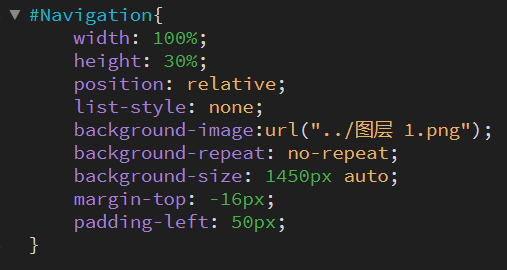 #Navigation{
width: 100%;
height: 30%;
position: relative;
list-style: none;
background-image:url("../图层 1.png");
background-repeat: no-repeat;
background-size: 1450px auto;
margin-top: -16px;
padding-left: 50px;
}